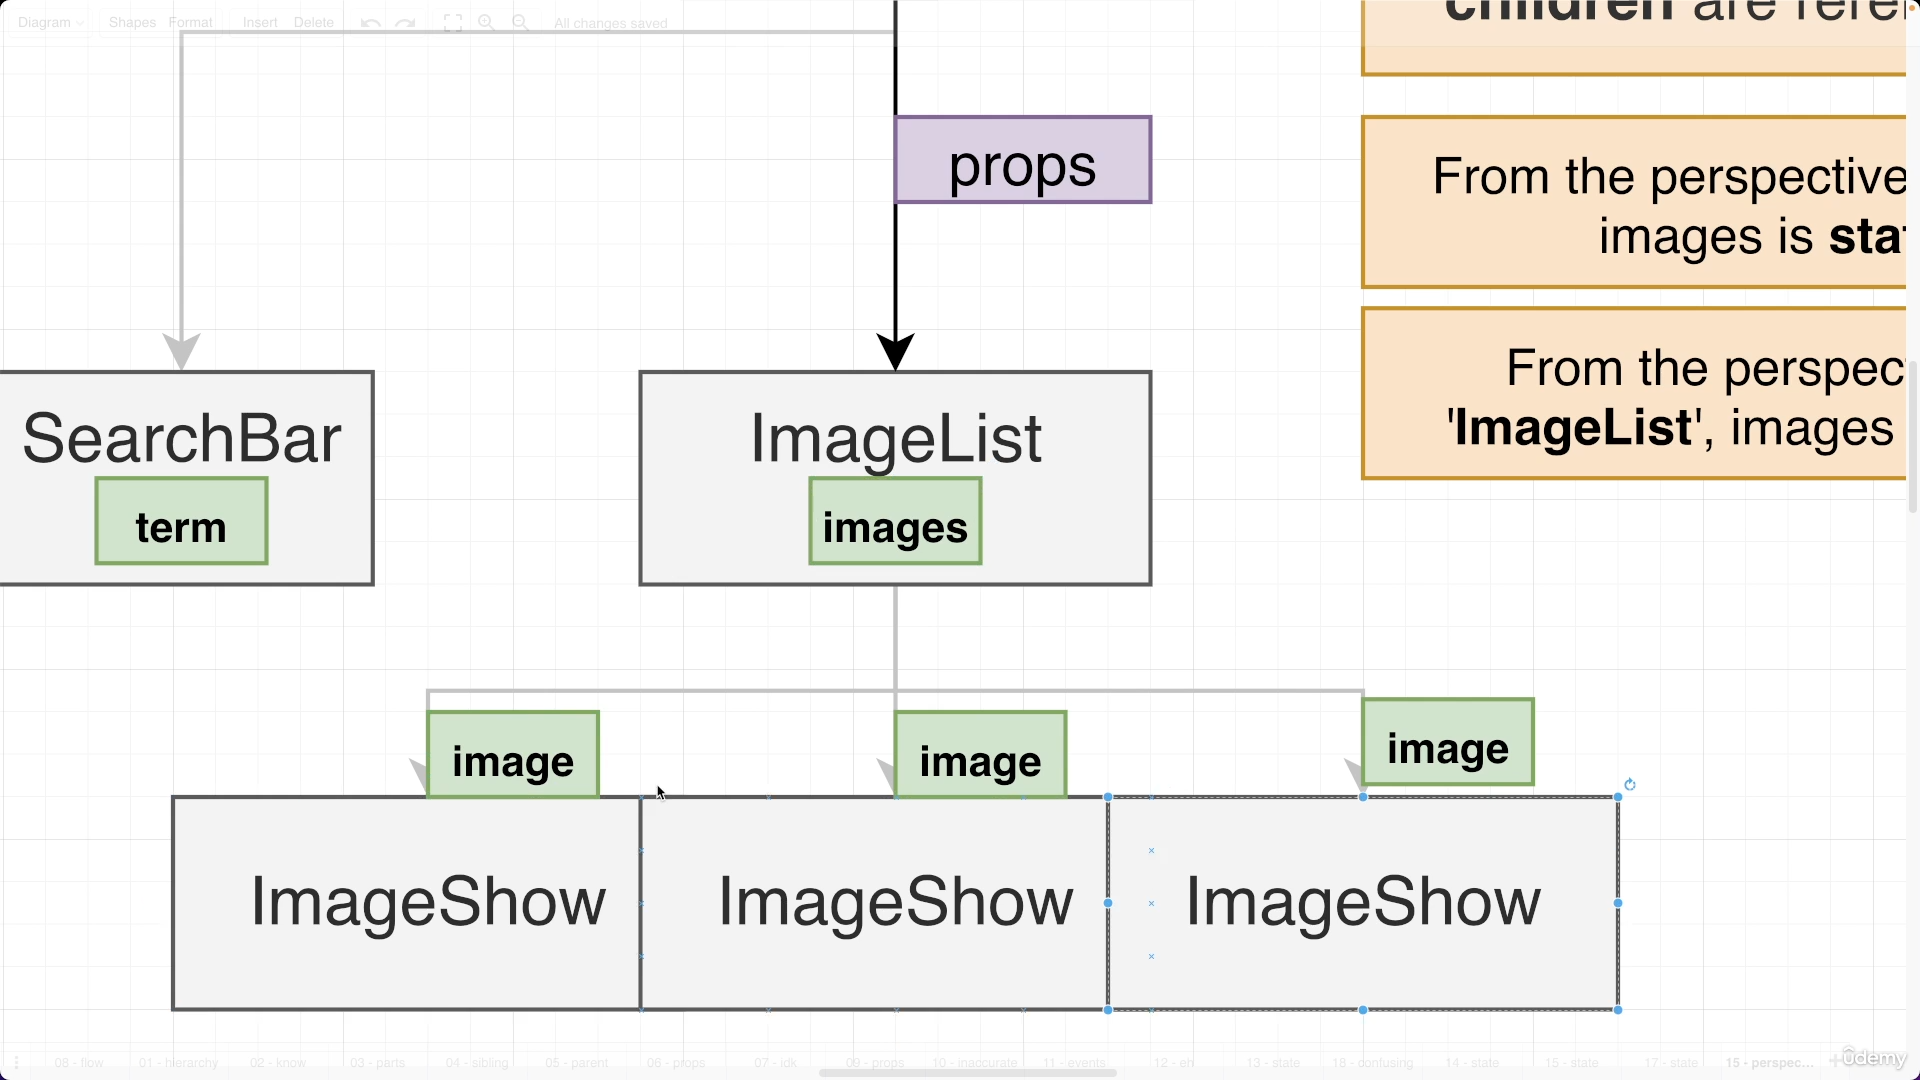 Diagram Shapes Format Insert Delete All changes saved
children are refer
props
From the perspective
images is stat
From the perspec
'ImageList', images
SearchBar
term
ImageList
images
image
image
image
ImageShow
ImageShow
ImageShow
08 - flow 01 - hierarchy 02 - know 03 - parts 04 - sibling 05 - parent 06 - props 07 - idk 09 - props 10 - inaccurate 11 - events 12 - eh 13 - state 18 - confusing 14 - state 15 - state 17 - state 15 - perspec...
ûdemy